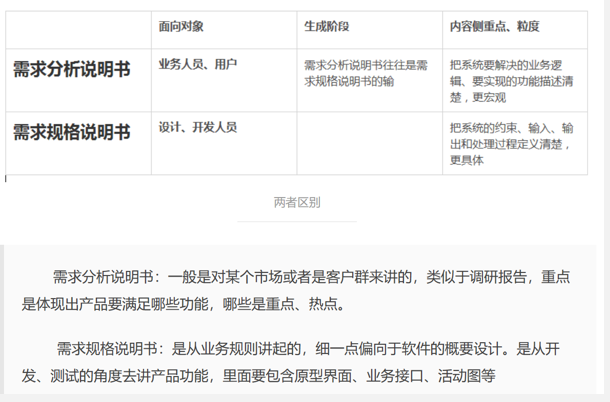 面向对象 生成阶段 内容侧重点、粒度
需求分析说明书 业务人员、用户 需求分析说明书往往是需 把系统要解决的业务逻
求规格说明书的输 辑、要实现的功能描述清
楚，更宏观
需求规格说明书 设计、开发人员 把系统的约束、输入、输
出和处理过程定义清楚，
更具体
两者区别
需求分析说明书：一般是对某个市场或者是客户群来讲的，类似于调研报告，重点
是体现出产品要满足哪些功能，哪些是重点、热点。
需求规格说明书：是从业务规则讲起的，细一点偏向于软件的概要设计。是从开
发、测试的角度去讲产品功能，里面要包含原型界面、业务接口、活动图等